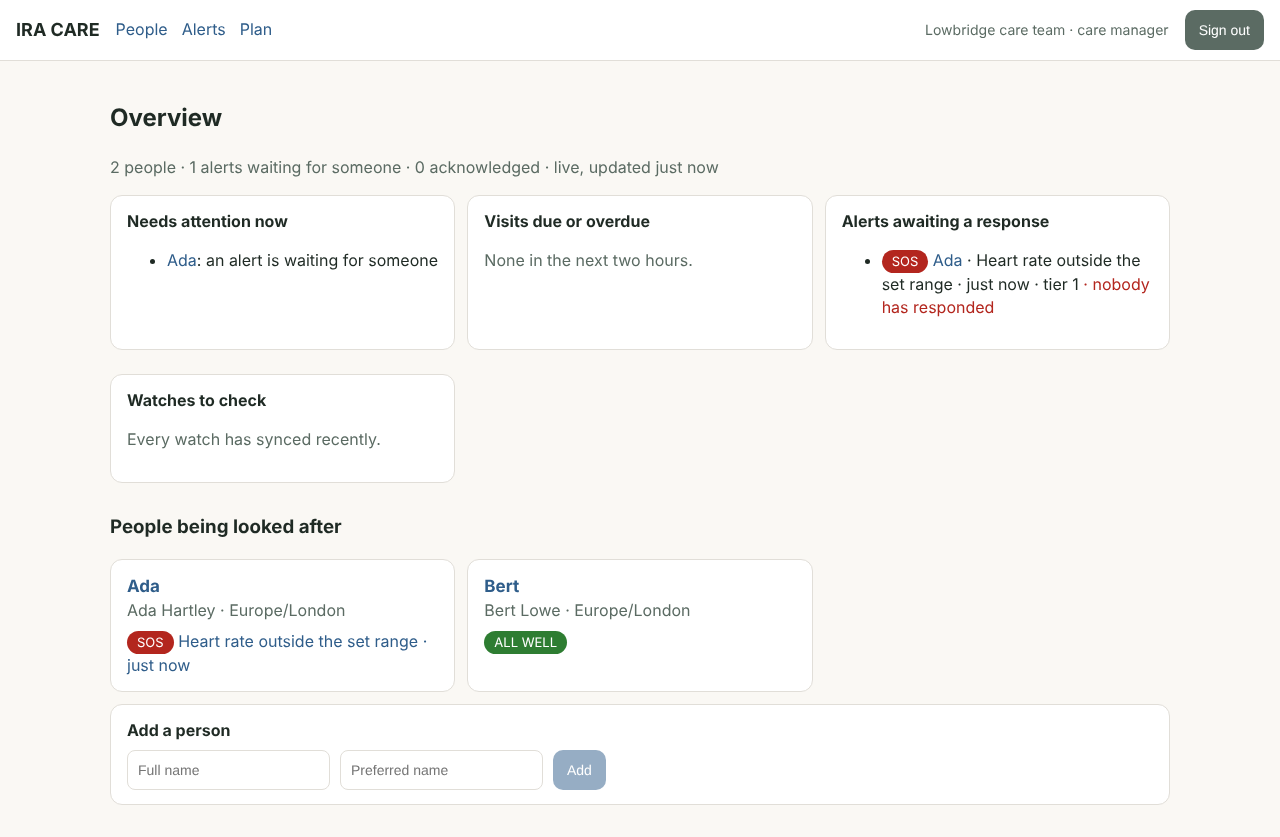 IRA CARE People Alerts Plan Lowbridge care team · care manager Sign out
Overview
2 people · 1 alerts waiting for someone · 0 acknowledged · live, updated just now
Needs attention now
Ada: an alert is waiting for someone
Visits due or overdue
None in the next two hours.
Alerts awaiting a response
SOS Ada · Heart rate outside the
set range · just now · tier 1 · nobody
has responded
Watches to check
Every watch has synced recently.
People being looked after
Ada
Ada Hartley · Europe/London
SOS Heart rate outside the set range ·
just now
Bert
Bert Lowe · Europe/London
ALL WELL
Add a person
Full name Preferred name Add